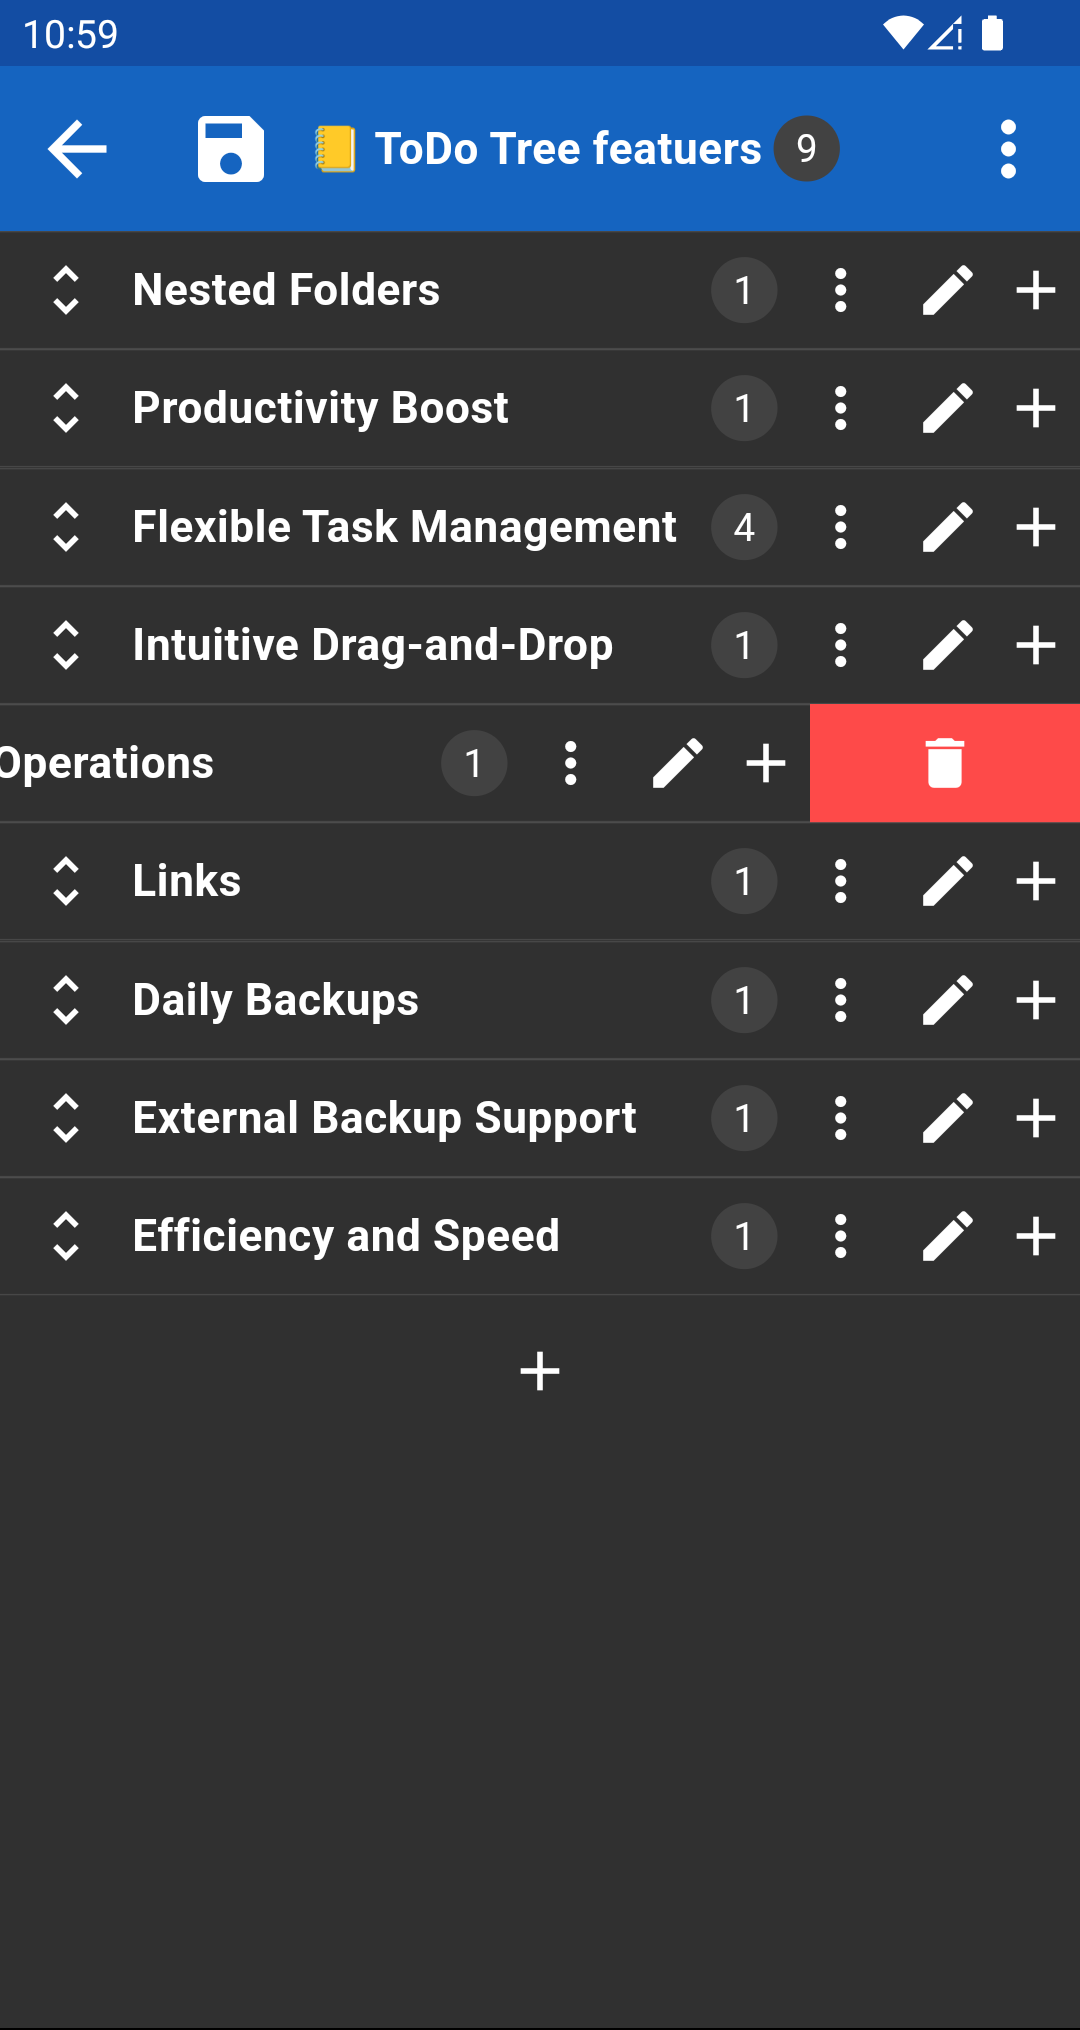 10:59
ToDo Tree featuers 9
Nested Folders 1
Productivity Boost 1
Flexible Task Management 4
Intuitive Drag-and-Drop 1
Operations 1
Links 1
Daily Backups 1
External Backup Support 1
Efficiency and Speed 1